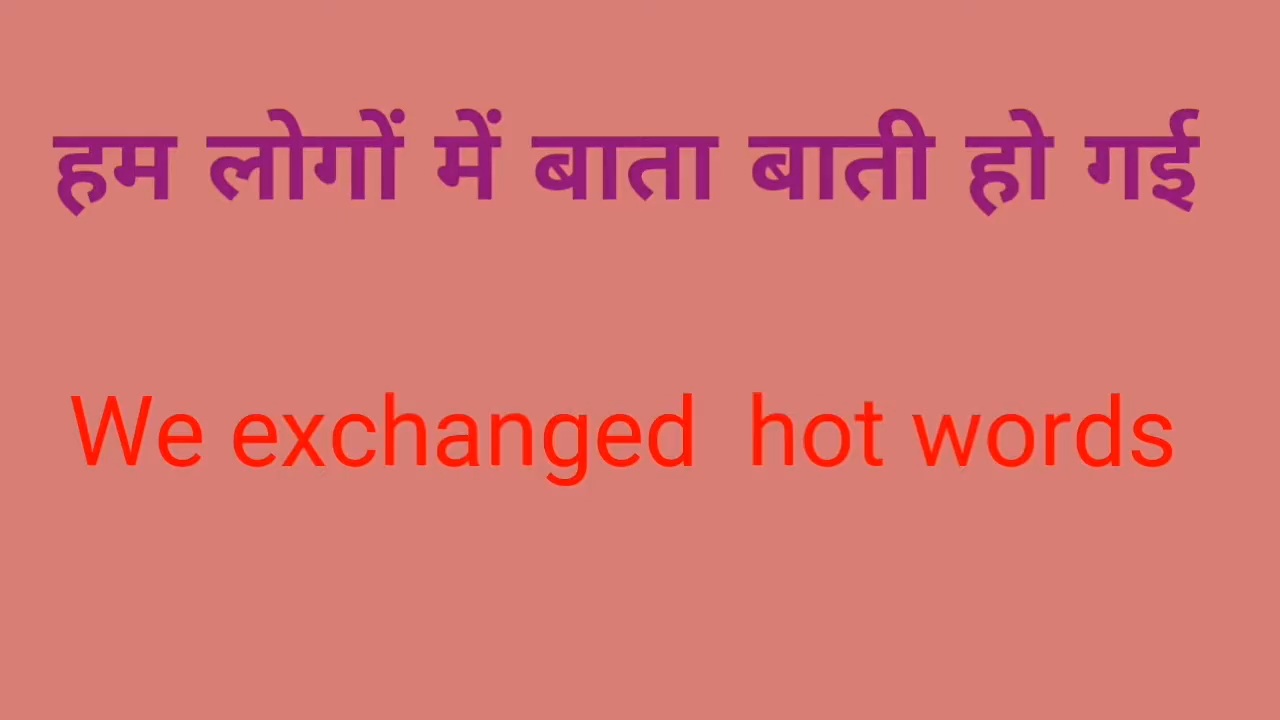 हम लोगों में बाता बाती हो गई
We exchanged hot words